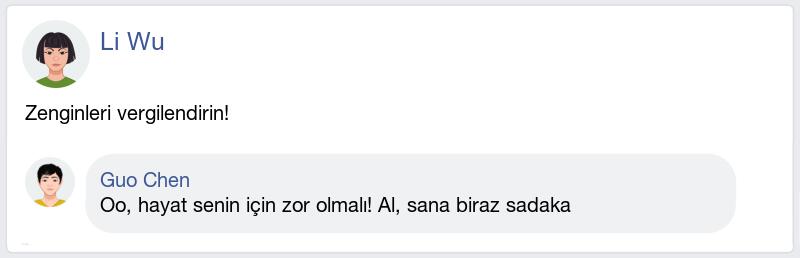 Li Wu
Zenginleri vergilendirin!
Guo Chen
Oo, hayat senin için zor olmalı! Al, sana biraz sadaka